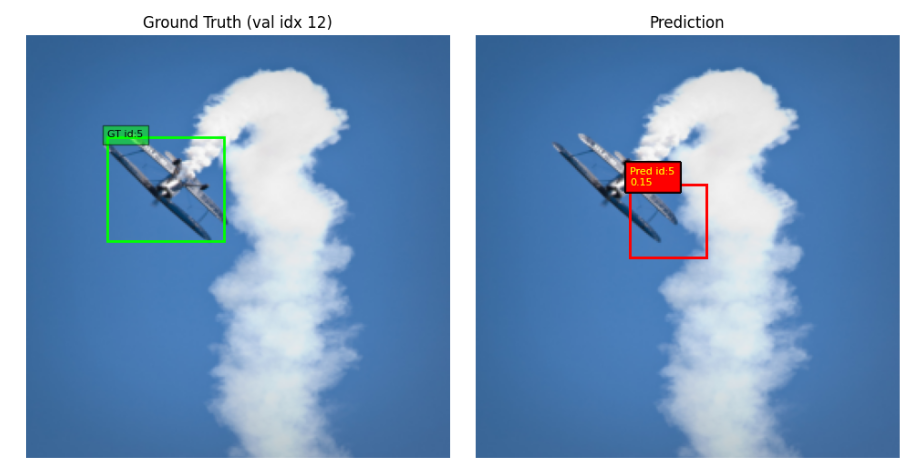 Ground Truth (val idx 12)
Prediction
GT id:5
Pred id:5
0.15